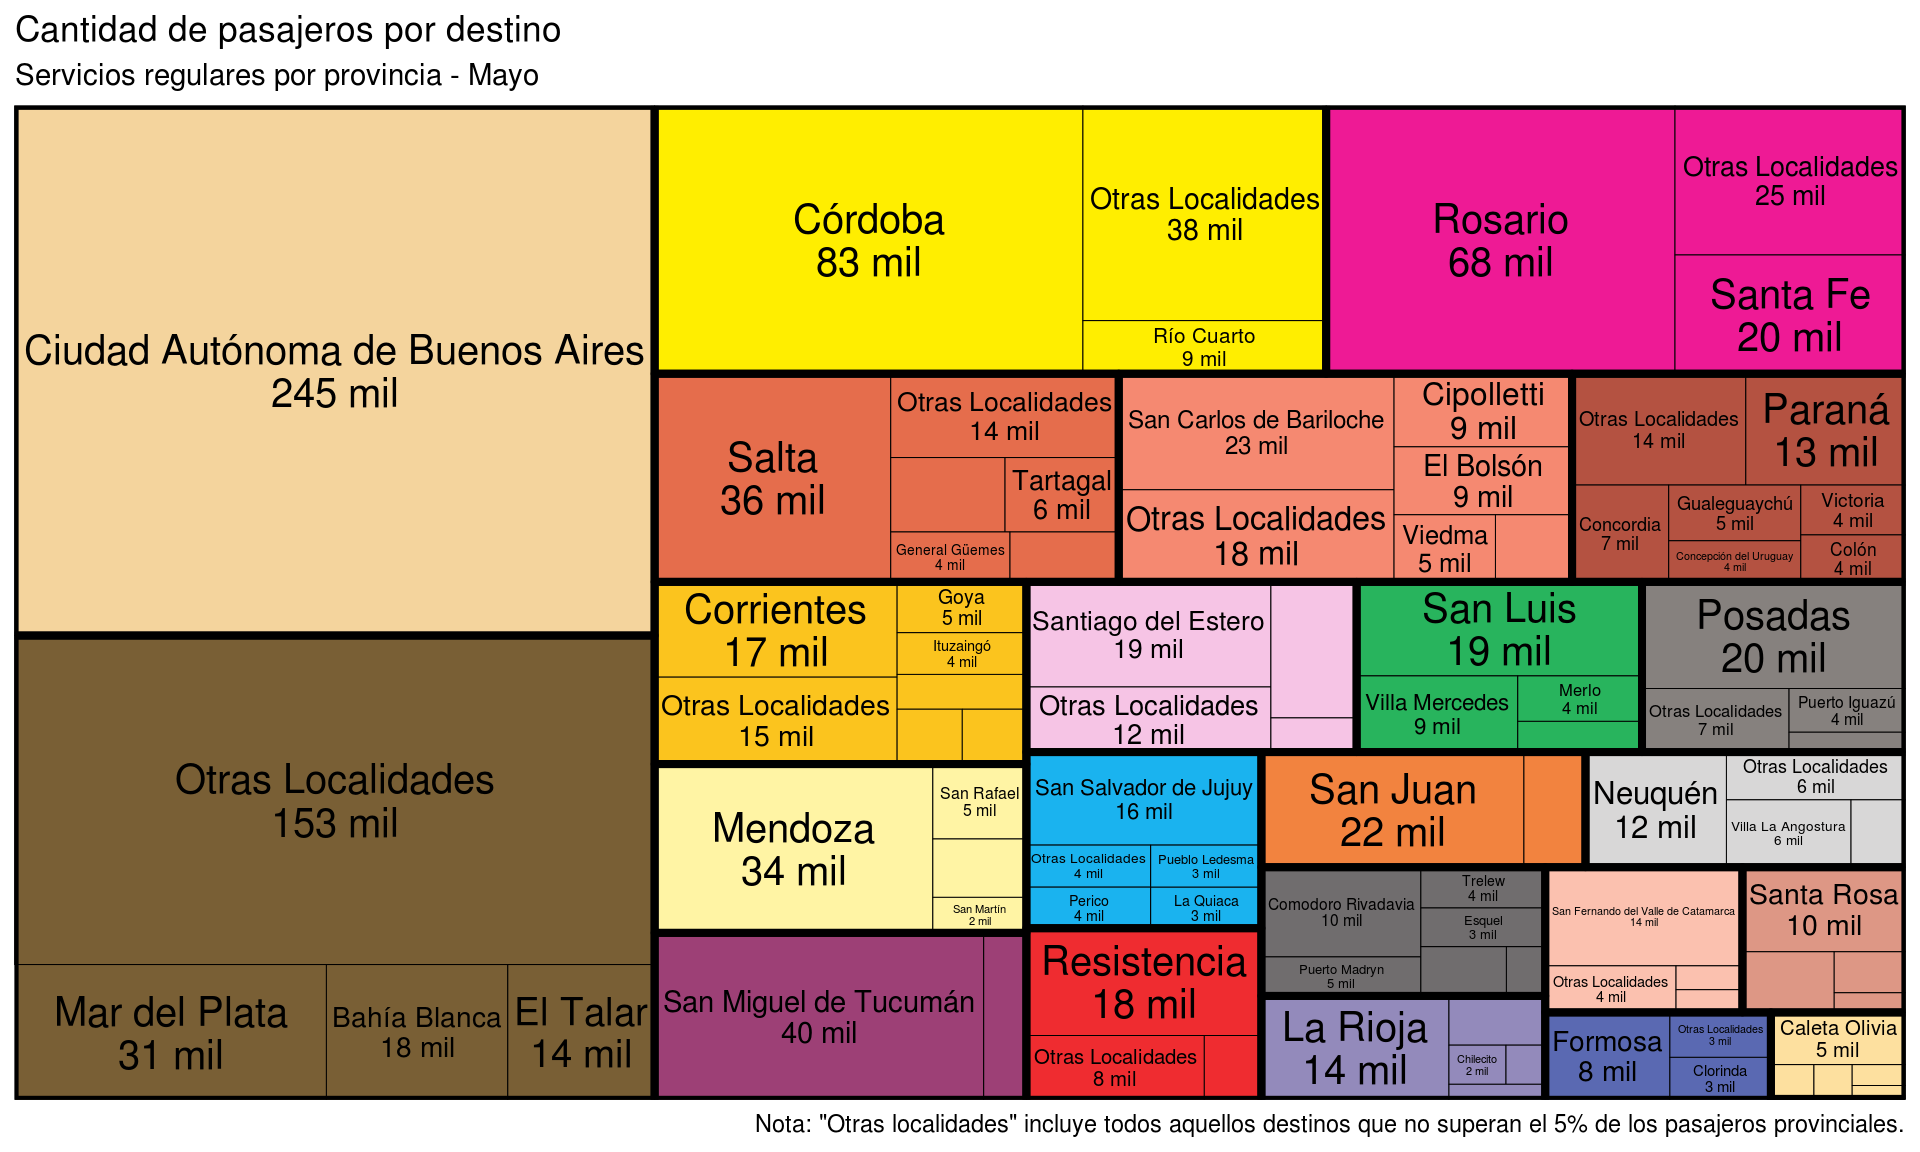 Cantidad de pasajeros por destino
Servicios regulares por provincia - Mayo
Ciudad Autónoma de Buenos Aires
245 mil
Otras Localidades
153 mil
Mar del Plata
31 mil
Bahía Blanca
18 mil
El Talar
14 mil
Córdoba
83 mil
Otras Localidades
38 mil
Río Cuarto
9 mil
Rosario
68 mil
Otras Localidades
25 mil
Santa Fe
20 mil
Salta
36 mil
Otras Localidades
14 mil
Tartagal
6 mil
General Güemes
4 mil
San Carlos de Bariloche
23 mil
Otras Localidades
18 mil
Cipolletti
9 mil
El Bolsón
9 mil
Viedma
5 mil
Otras Localidades
14 mil
Paraná
13 mil
Concordia
7 mil
Gualeguaychú
5 mil
Concepción del Uruguay
4 mil
Victoria
4 mil
Colón
4 mil
Corrientes
17 mil
Otras Localidades
15 mil
Goya
5 mil
Ituzaingó
4 mil
Santiago del Estero
19 mil
Otras Localidades
12 mil
San Luis
19 mil
Villa Mercedes
9 mil
Merlo
4 mil
Posadas
20 mil
Otras Localidades
7 mil
Puerto Iguazú
4 mil
Mendoza
34 mil
San Rafael
5 mil
San Martín
2 mil
San Salvador de Jujuy
16 mil
Otras Localidades
4 mil
Pueblo Ledesma
3 mil
Perico
4 mil
La Quiaca
3 mil
San Juan
22 mil
Neuquén
12 mil
Otras Localidades
6 mil
Villa La Angostura
6 mil
San Miguel de Tucumán
40 mil
Resistencia
18 mil
Otras Localidades
8 mil
Comodoro Rivadavia
10 mil
Puerto Madryn
5 mil
Trelew
4 mil
Esquel
3 mil
San Fernando del Valle de Catamarca
14 mil
Otras Localidades
4 mil
Santa Rosa
10 mil
La Rioja
14 mil
Chilecito
2 mil
Formosa
8 mil
Otras Localidades
3 mil
Clorinda
3 mil
Caleta Olivia
5 mil
Nota: "Otras localidades" incluye todos aquellos destinos que no superan el 5% de los pasajeros provinciales.